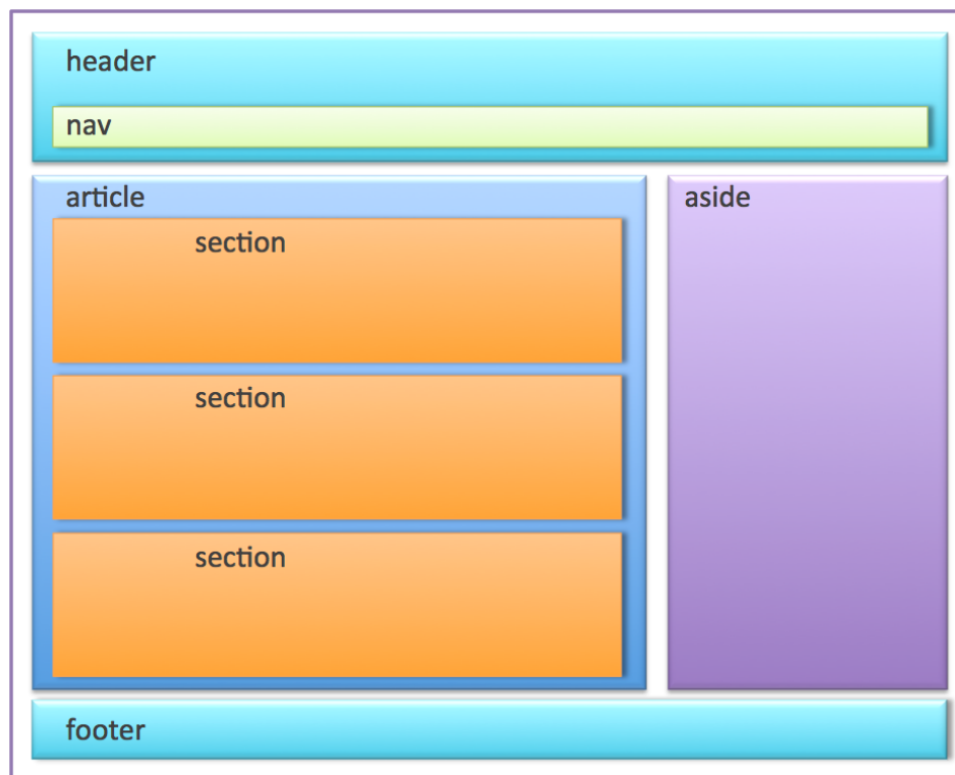 header
nav
article
section
section
section
aside
footer